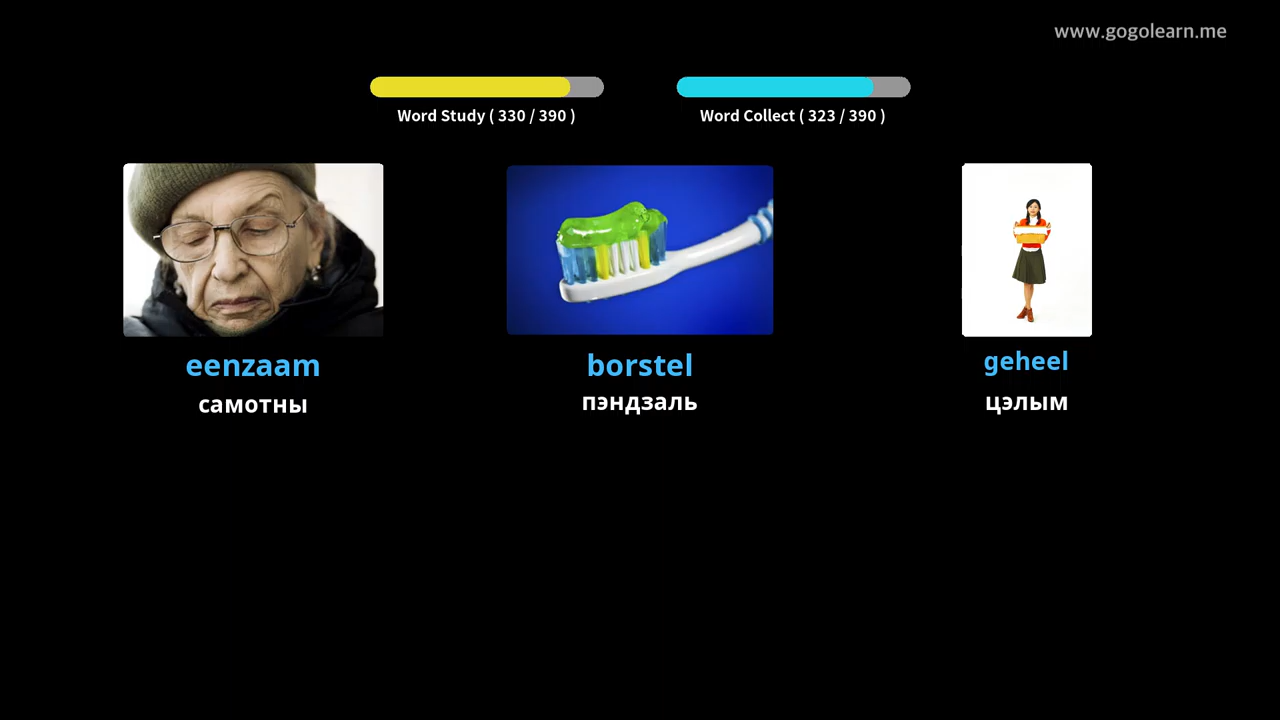 www.gogolearn.me
Word Study ( 330 / 390 )
Word Collect ( 323 / 390 )
eenzaam
borstel
geheel
самотны
пэндзаль
цэлым